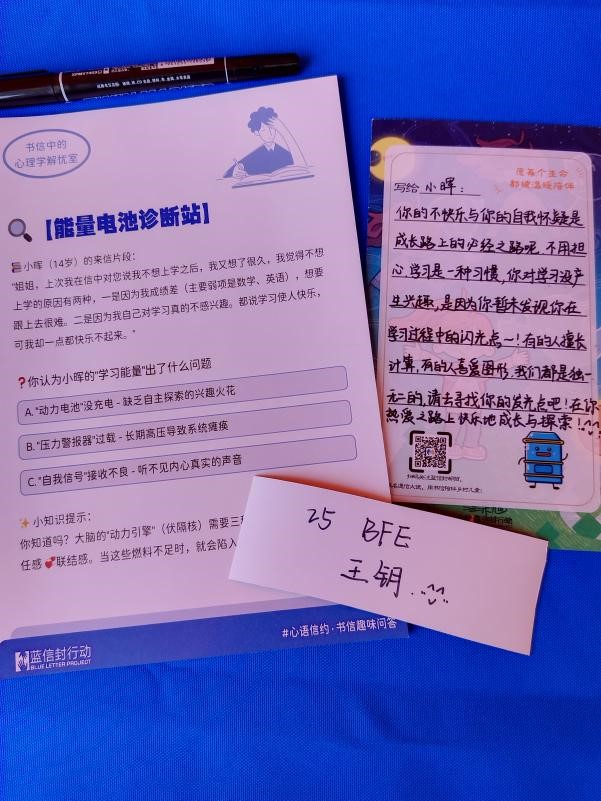 书信中的
心理学解忧室
【能量电池诊断站】
小晖（14岁）的来信片段：
"姐姐，上次我在信中对您说我不想上学之后，我又想了很久，我觉得不想
上学的原因有两种，一是因为我成绩差（主要弱项是数学、英语），想要
跟上去很难。二是因为我自己对学习真的不感兴趣。都说学习使人快乐，
可我却一点都快乐不起来。"
你认为小晖的"学习能量"出了什么问题
A."动力电池"没充电 - 缺乏自主探索的兴趣火花
B."压力警报器"过载 - 长期高压导致系统瘫痪
C."自我信号"接收不良 - 听不见内心真实的声音
小知识提示：
你知道吗？大脑的"动力引擎"（伏隔核）需要三
任感 联结感。当这些燃料不足时，就会陷入
#心语信约·书信趣味问答
蓝信封行动
BLUE LETTER PROJECT
愿每个生命
都被温暖陪伴
写给 小晖：
你的不快乐与你的自我怀疑是
成长路上的必经之路呢，不用担
心，学习是一种习惯，你对学习没产
生兴趣，是因为你暂未发现你在
学习过程中的闪光点~！有的人擅长
计算，有的人喜爱图形，我们都是独一
无二的，请去寻找你的发光点吧！在你
热爱之路上快乐地成长与探索！
25 BFE
王钥